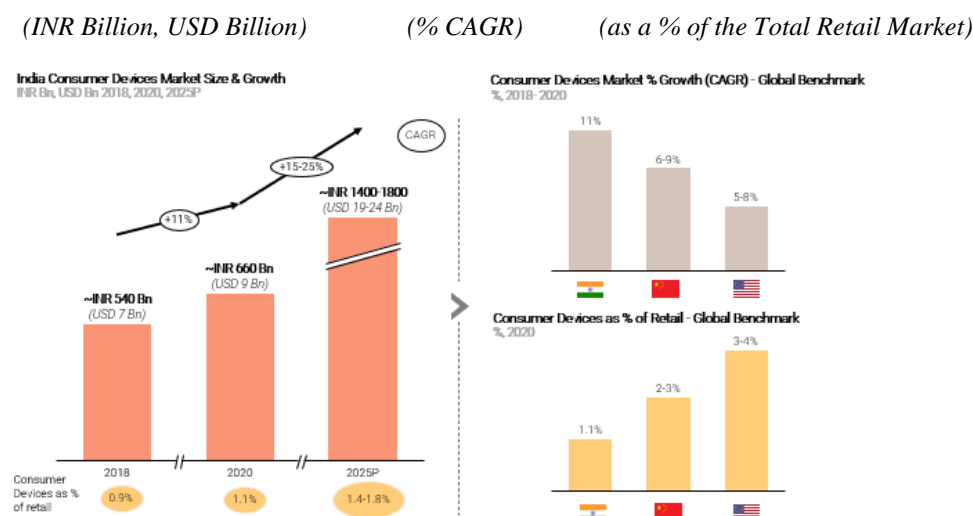 (INR Billion, USD Billion) (% CAGR) (as a % of the Total Retail Market)
India Consumer Devices Market Size & Growth
INR Bn, USD Bn 2018, 2020, 2025P
CAGR
+15-25%
+11%
~INR 1400-1800
(USD 19-24 Bn)
~INR 660 Bn
(USD 9 Bn)
~INR 540 Bn
(USD 7 Bn)
2018 2020 2025P
Consumer
Devices as %
of retail
0.9% 1.1% 1.4-1.8%
Consumer Devices Market % Growth (CAGR) - Global Benchmark
%, 2018-2020
11%
6-9%
5-8%
Consumer Devices as % of Retail - Global Benchmark
%, 2020
3-4%
2-3%
1.1%